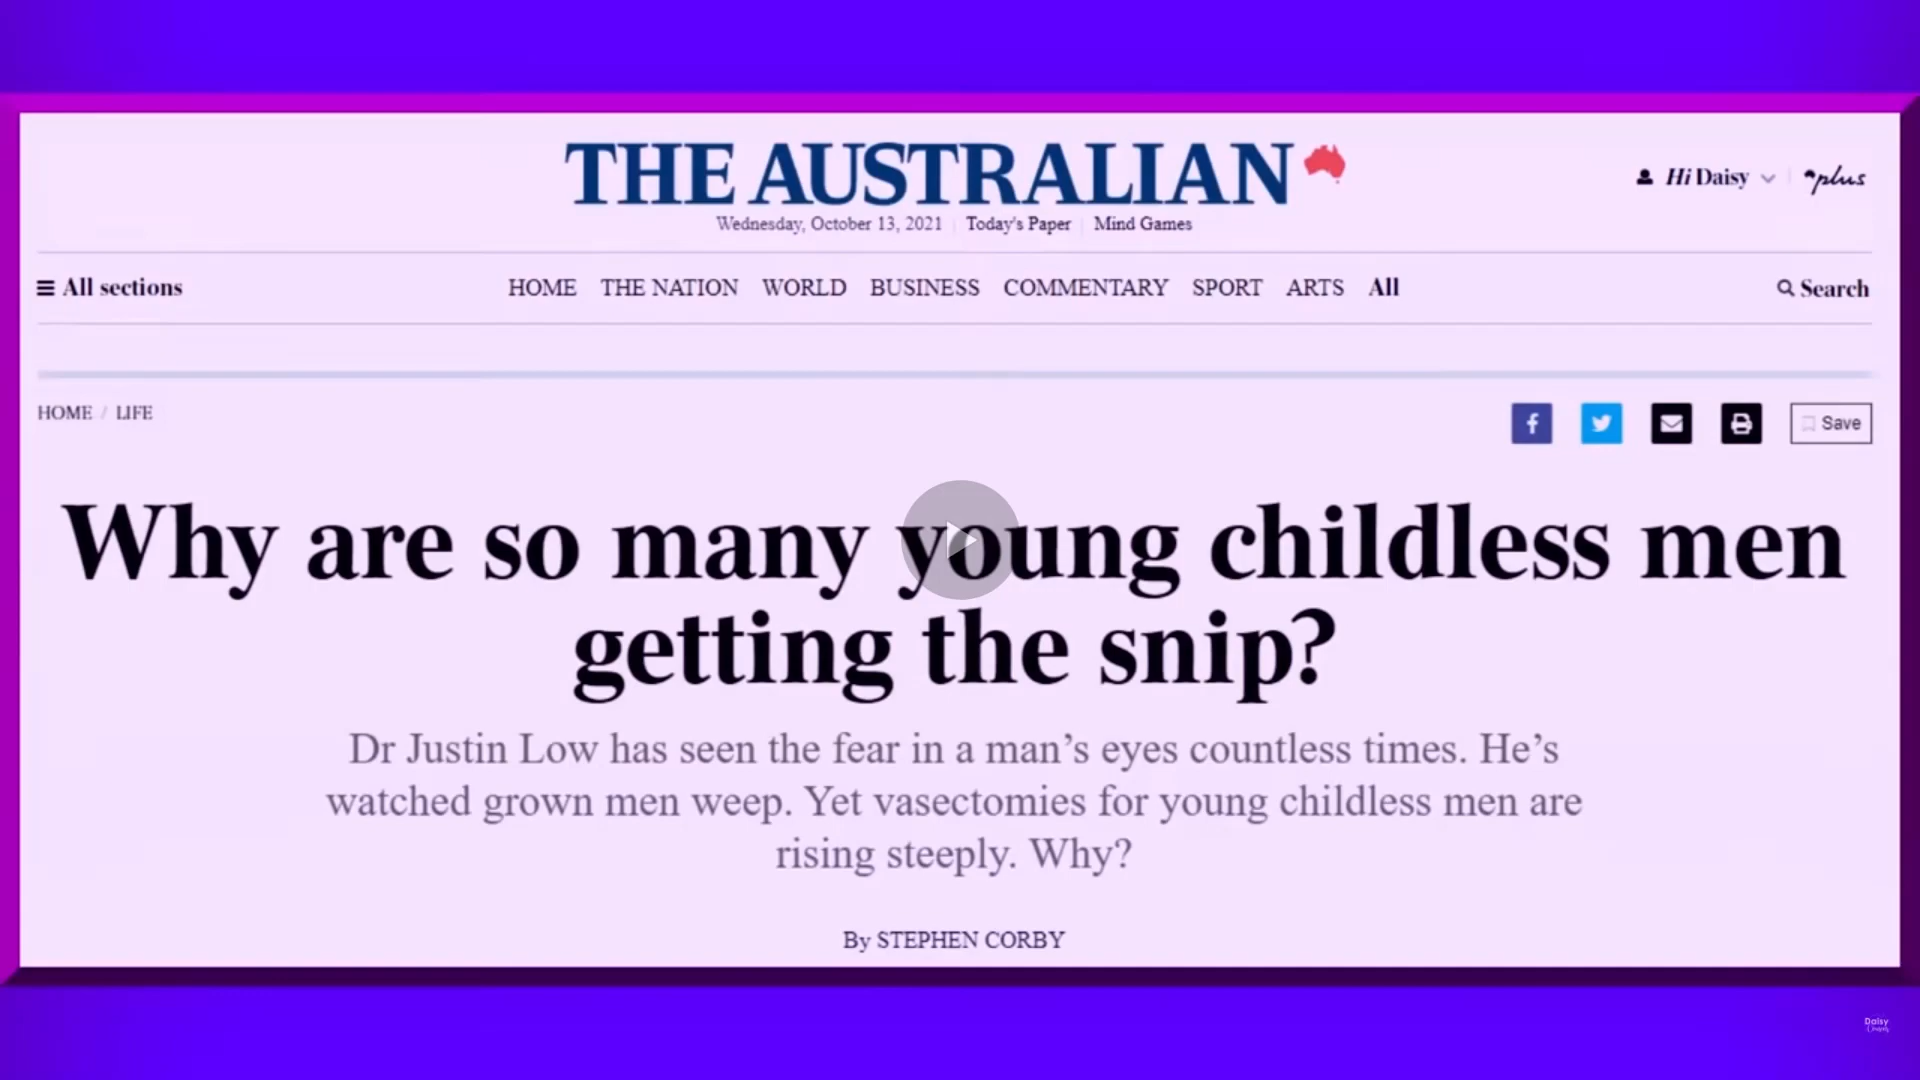 THE AUSTRALIAN
Hi Daisy
plus
Wednesday, October 13, 2021 Today's Paper Mind Games
All sections HOME THE NATION WORLD BUSINESS COMMENTARY SPORT ARTS All Search
HOME / LIFE
f Save
Why are so many young childless men
getting the snip?
Dr Justin Low has seen the fear in a man’s eyes countless times. He’s
watched grown men weep. Yet vasectomies for young childless men are
rising steeply. Why?
By STEPHEN CORBY
Daisy